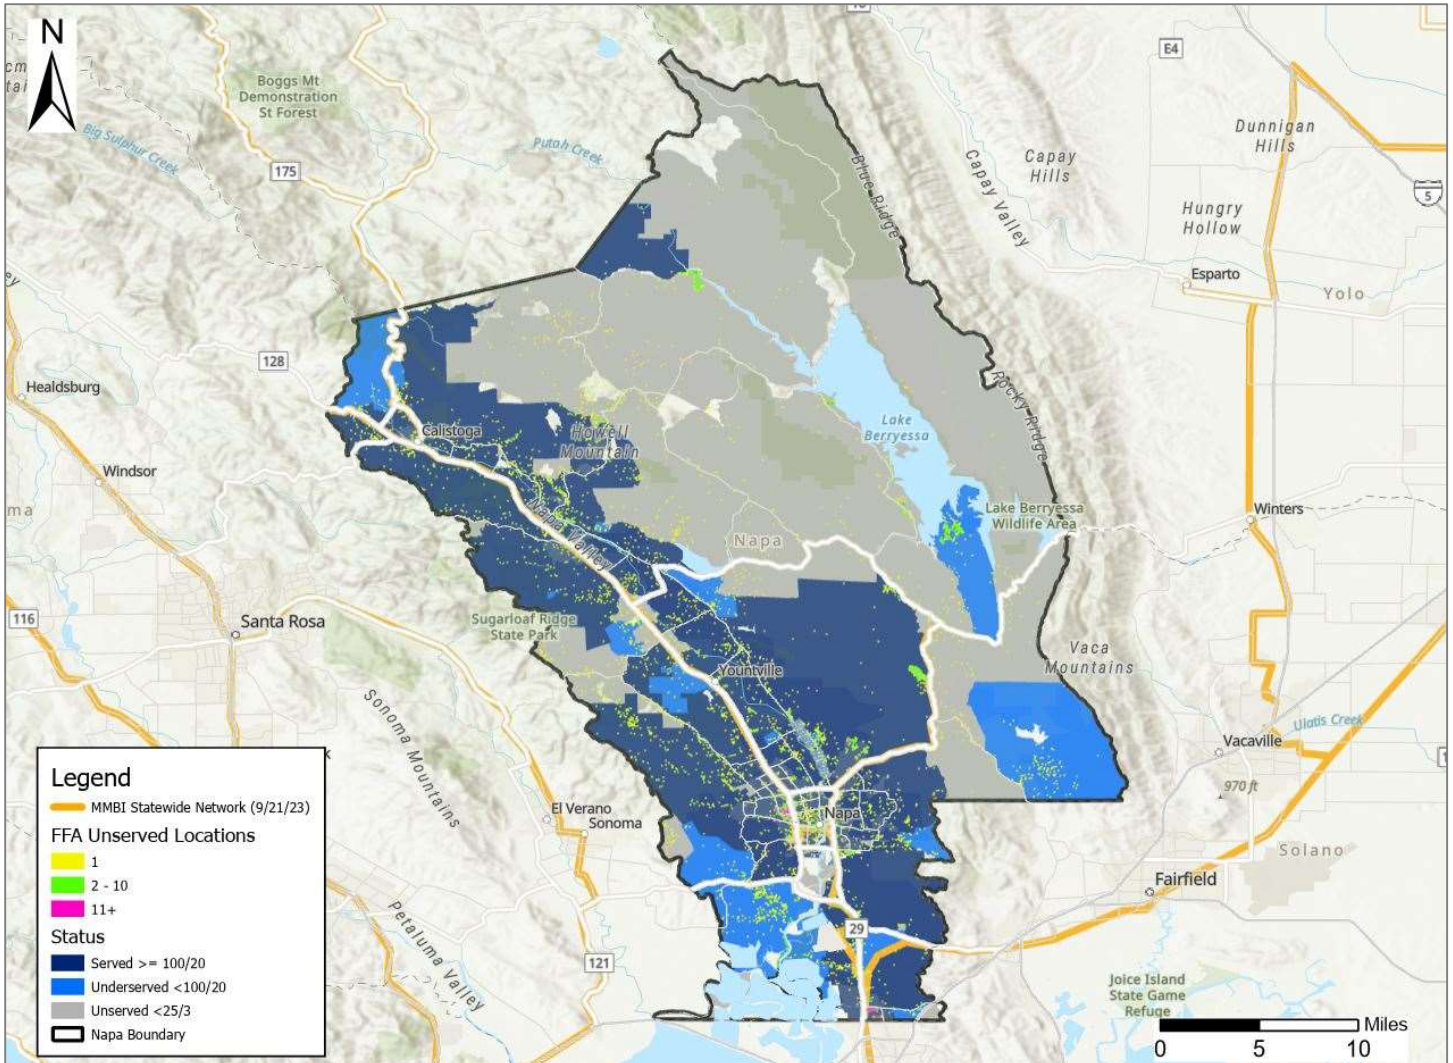 N
Boggs Mt
Demonstration
St Forest
Big Sulphur Creek
175
Putah Creek
Blue Ridge
Capay Valley
Capay
Hills
E4
Dunnigan
Hills
5
Hungry
Hollow
Esparto
Yolo
128
Healdsburg
Windsor
Calistoga
Howell
Mountain
Lake
Berryessa
Rocky Ridge
Lake Berryessa
Wildlife Area
Winters
Napa Valley
Napa
116
Santa Rosa
Sugarloaf Ridge
State Park
Yountville
Vaca
Mountains
Sonoma Mountains
Ulatis Creek
Vacaville
970 ft
El Verano
Sonoma
Napa
Solano
Fairfield
Petaluma Valley
121
29
Joice Island
State Game
Refuge
Legend
MMBI Statewide Network (9/21/23)
FFA Unserved Locations
1
2 - 10
11+
Status
Served >= 100/20
Underserved <100/20
Unserved <25/3
Napa Boundary
Miles
0 5 10